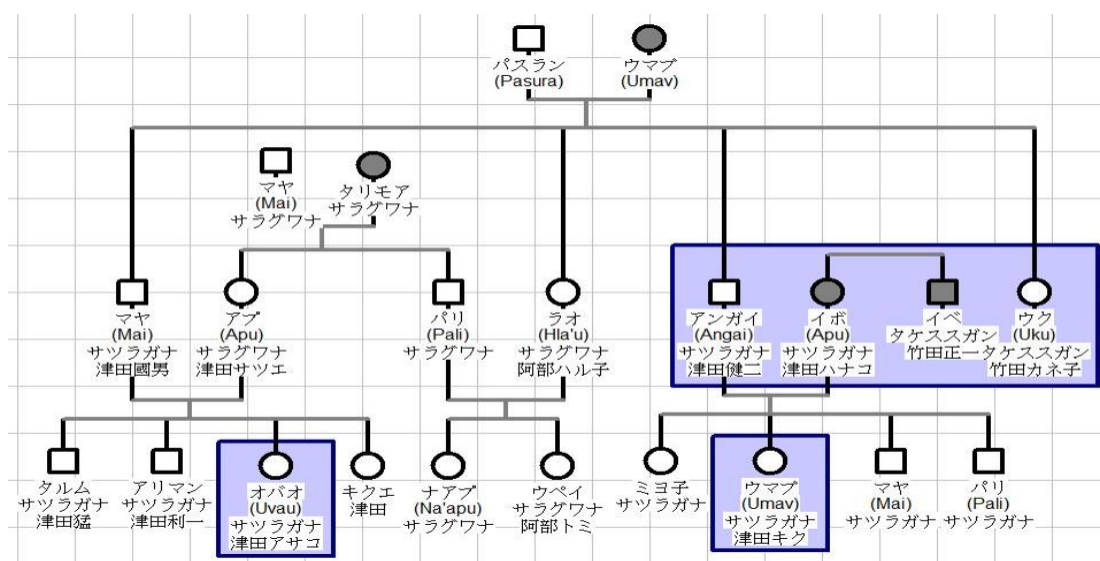 パスラン
(Pasura)
ウマブ
(Umav)
マヤ
(Mai)
サラグワナ
タリモア
サラグワナ
マヤ
(Mai)
サツラガナ
津田國男
アプ
(Apu)
サラグワナ
津田サツエ
パリ
(Pali)
サラグワナ
ラオ
(Hla'u)
サラグワナ
阿部ハル子
アンガイ
(Angai)
サツラガナ
津田健二
イボ
(Apu)
サツラガナ
津田ハナコ
イベ
タケススガン
竹田正一
ウク
(Uku)
タケススガン
竹田カネ子
タルム
サツラガナ
津田猛
アリマン
サツラガナ
津田利一
オバオ
(Uvau)
サツラガナ
津田アサコ
キクエ
津田
ナアプ
(Na'apu)
サラグワナ
ウペイ
サラグワナ
阿部トミ
ミヨ子
サツラガナ
ウマブ
(Umav)
サツラガナ
津田キク
マヤ
(Mai)
サツラガナ
パリ
(Pali)
サツラガナ